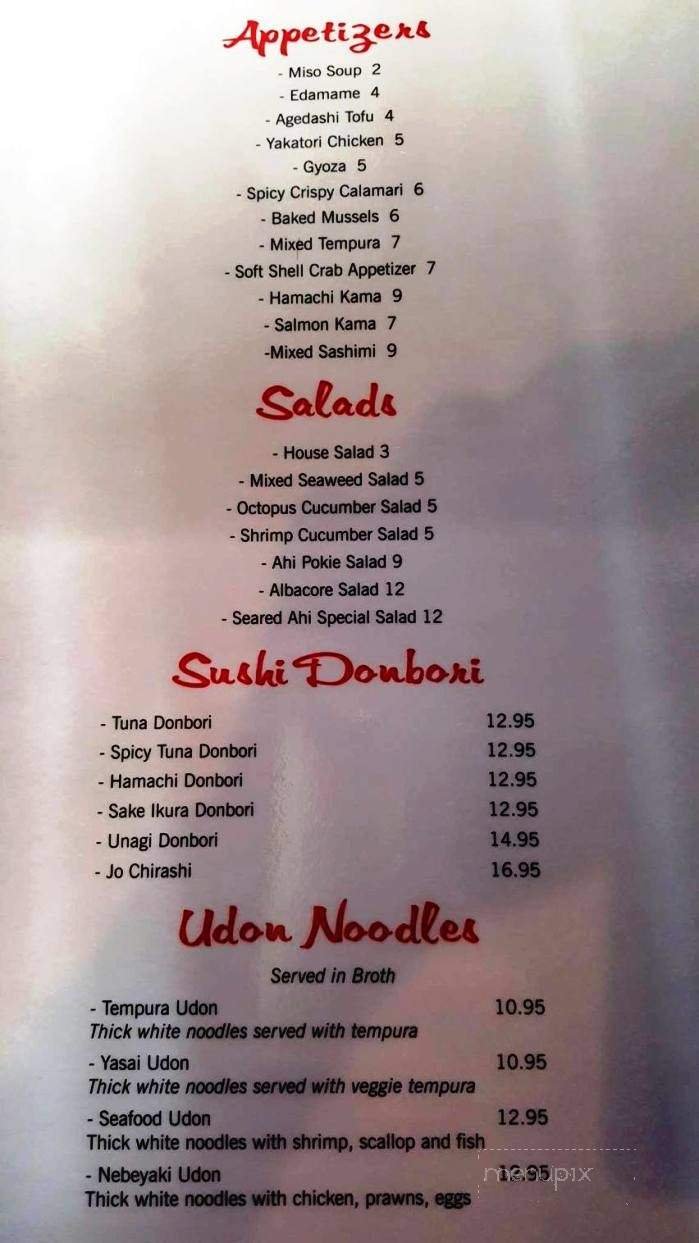 Appetizers
- Miso Soup 2
- Edamame 4
- Agedashi Tofu 4
- Yakatori Chicken 5
- Gyoza 5
- Spicy Crispy Calamari 6
- Baked Mussels 6
- Mixed Tempura 7
- Soft Shell Crab Appetizer 7
- Hamachi Kama 9
- Salmon Kama 7
-Mixed Sashimi 9
Salads
- House Salad 3
- Mixed Seaweed Salad 5
- Octopus Cucumber Salad 5
- Shrimp Cucumber Salad 5
- Ahi Pokie Salad 9
- Albacore Salad 12
- Seared Ahi Special Salad 12
Sushi Donbori
- Tuna Donbori 12.95
- Spicy Tuna Donbori 12.95
- Hamachi Donbori 12.95
- Sake Ikura Donbori 12.95
- Unagi Donbori 14.95
- Jo Chirashi 16.95
Udon Noodles
Served in Broth
- Tempura Udon 10.95
Thick white noodles served with tempura
- Yasai Udon 10.95
Thick white noodles served with veggie tempura
- Seafood Udon 12.95
Thick white noodles with shrimp, scallop and fish
- Nebeyaki Udon 12.95
Thick white noodles with chicken, prawns, eggs
menupix